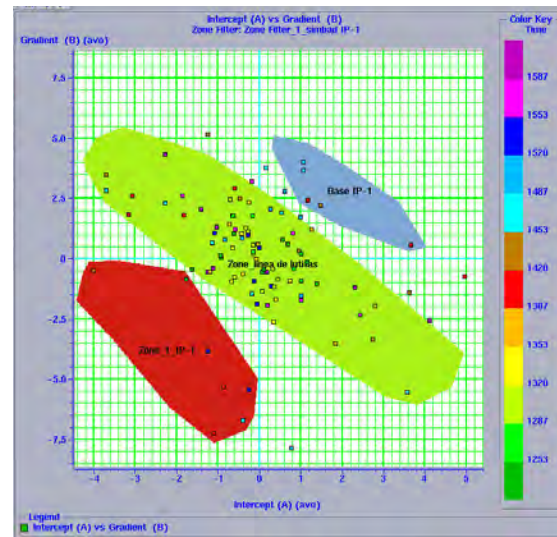 Intercept (A) vs Gradient (B)
Zone Filter: Zone Filter_1_simbad IP-1
Gradient (B) (avo)
Color Key
Time
7.5
5.0
2.5
0
-2.5
-5.0
-7.5
-4 -3 -2 -1 0 1 2 3 4 5
Base IP-1
Zone_linea de lutitas
Zone_1_IP-1
Intercept (A) (avo)
1587
1553
1520
1487
1453
1420
1387
1353
1320
1287
1253
Legend
Intercept (A) vs Gradient (B)